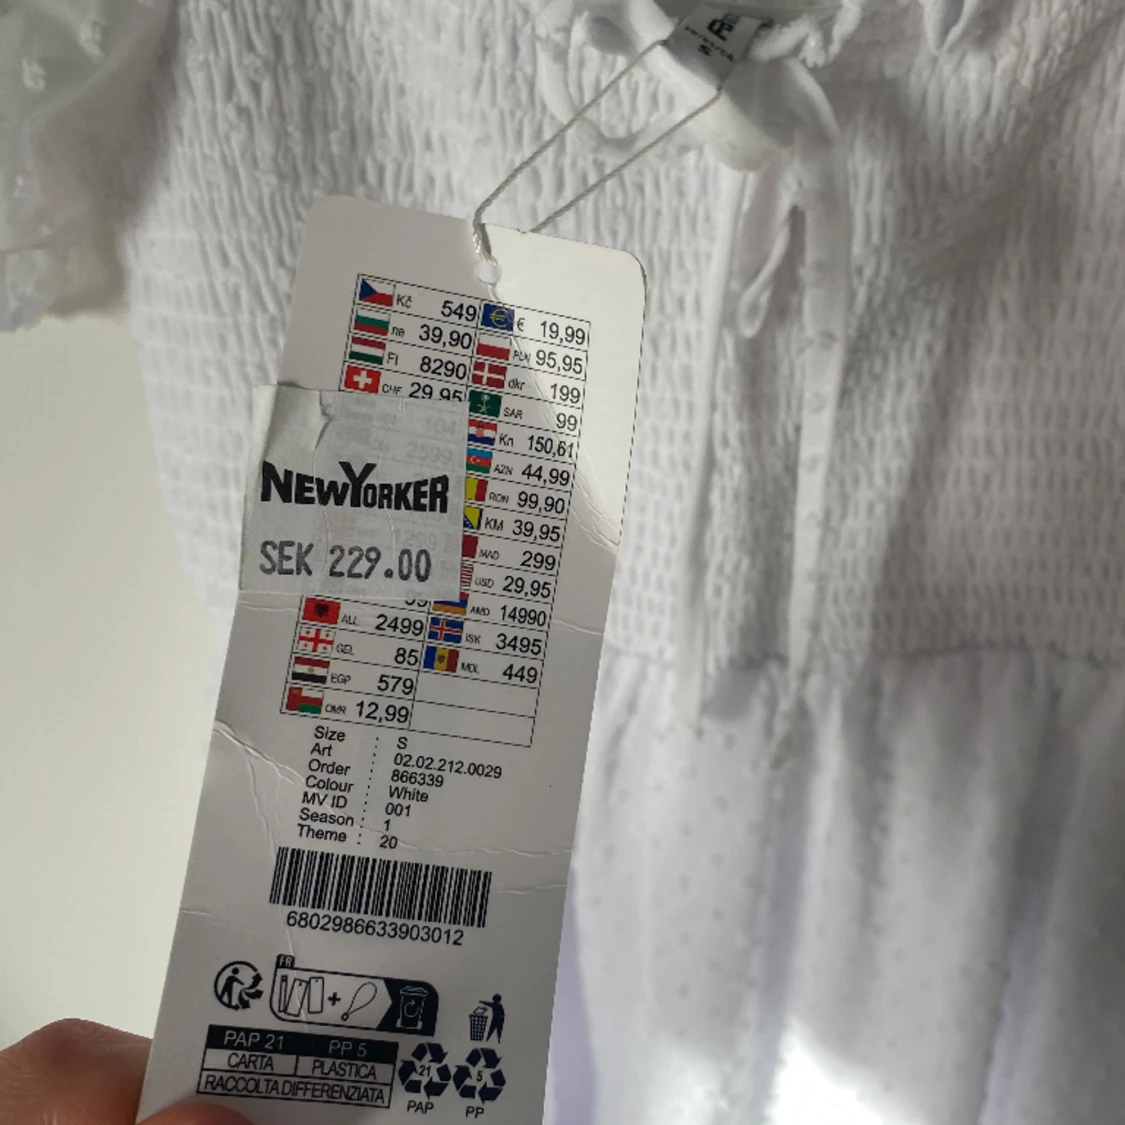 S
Kč 549 € 19,99
лв 39,90 PLN 95,95
Ft 8290 dkr 199
CHF 29,95 SAR 99
104 Kn 150,61
2599 AZN 44,99
RON 99,90
KM 39,95
MAD 299
USD 29,95
AMD 14990
NEWYORKER
SEK 229.00
ALL 2499 ISK 3495
GEL 85 MDL 449
EGP 579
OMR 12,99
Size : S
Art : 02.02.212.0029
Order : 866339
Colour : White
MV ID : 001
Season : 1
Theme : 20
6802986633903012
FR
PAP 21 PP 5
CARTA PLASTICA
RACCOLTA DIFFERENZIATA
21 5
PAP PP